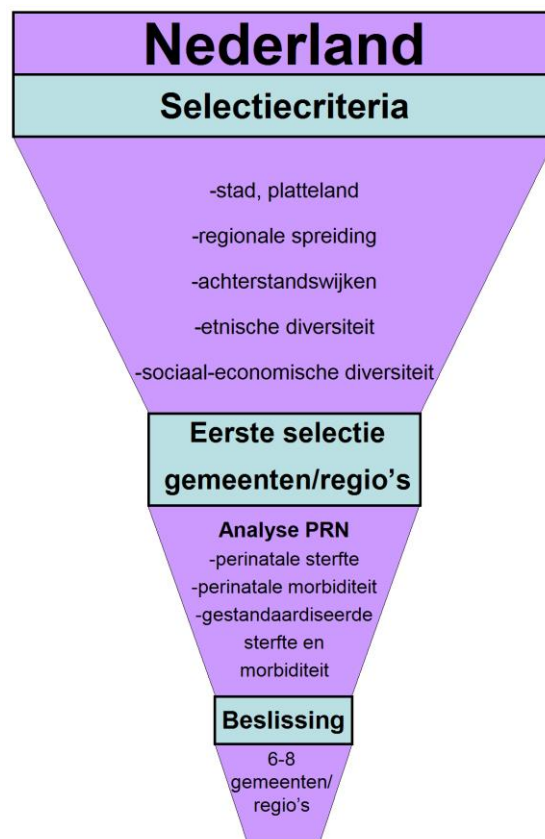 Nederland
Selectiecriteria
-stad, platteland
-regionale spreiding
-achterstandswijken
-etnische diversiteit
-sociaal-economische diversiteit
Eerste selectie
gemeenten/regio's
Analyse PRN
-perinatale sterfte
-perinatale morbiditeit
-gestandaardiseerde
sterfte en
morbiditeit
Beslissing
6-8
gemeenten/
regio's